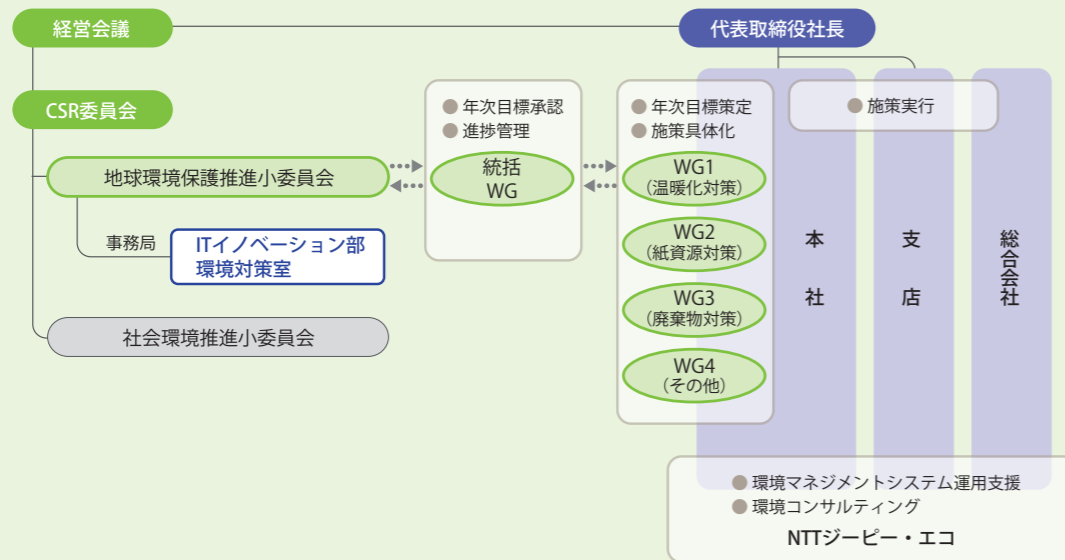 経営会議
代表取締役社長
CSR委員会
地球環境保護推進小委員会
事務局
ITイノベーション部
環境対策室
社会環境推進小委員会
● 年次目標承認
● 進捗管理
統括
WG
● 年次目標策定
● 施策具体化
WG1
(温暖化対策)
WG2
(紙資源対策)
WG3
(廃棄物対策)
WG4
(その他)
● 施策実行
本社
支店
総合会社
● 環境マネジメントシステム運用支援
● 環境コンサルティング
NTTジーピー・エコ